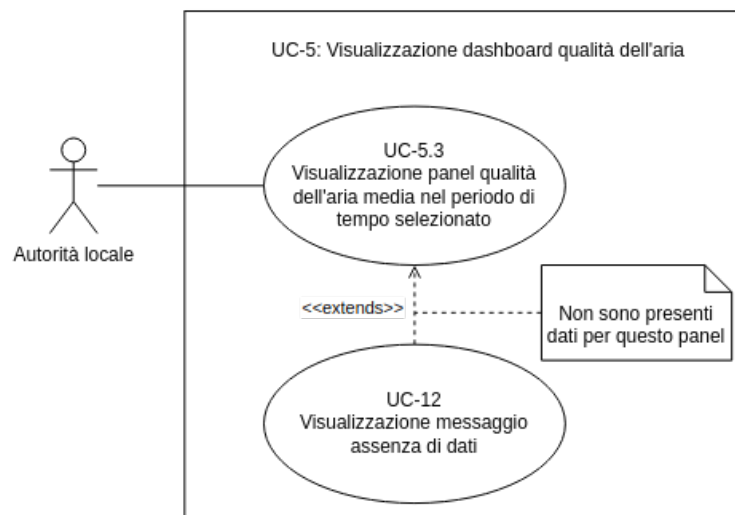 UC-5: Visualizzazione dashboard qualità dell'aria
UC-5.3
Visualizzazione panel qualità
dell'aria media nel periodo di
tempo selezionato
Autorità locale
<<extends>>
Non sono presenti
dati per questo panel
UC-12
Visualizzazione messaggio
assenza di dati